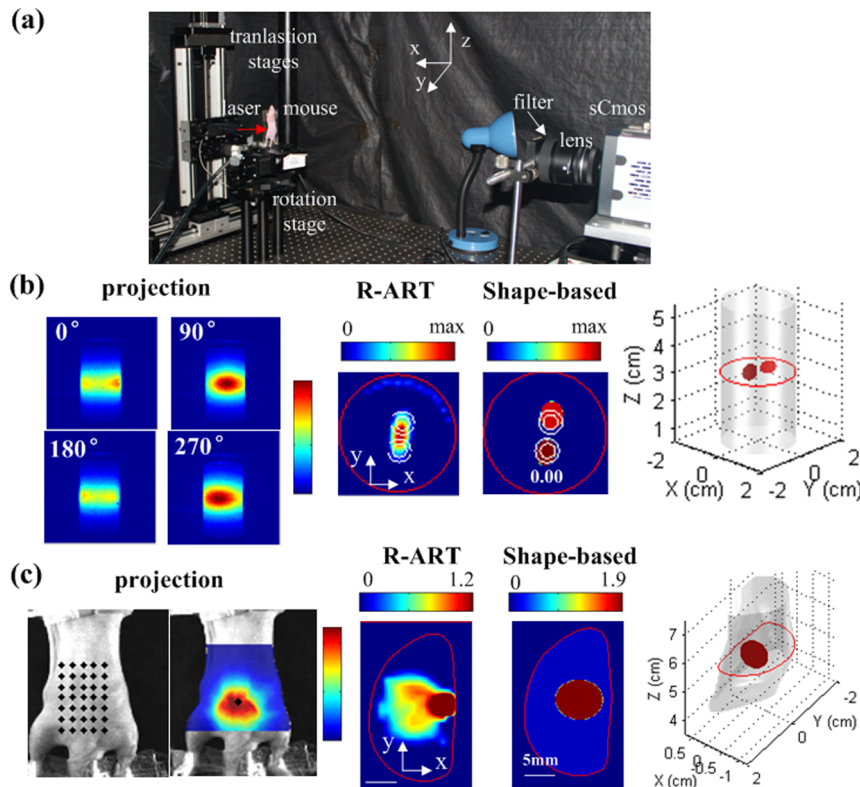 (a)
tranlastion
stages
laser mouse
rotation
stage
x
z
y
filter
lens
sCmos
(b)
projection
0°
90°
180°
270°
R-ART
0 max
y
x
Shape-based
0 max
0.00
5
4
3
2
1
Z (cm)
-2
0
2
X (cm)
-2
0
2
Y (cm)
(c)
projection
R-ART
0 1.2
y
x
Shape-based
0 1.9
5mm
7
6
5
4
Z (cm)
0.5
0
-0.5
-1
X (cm)
2
0
-2
Y (cm)